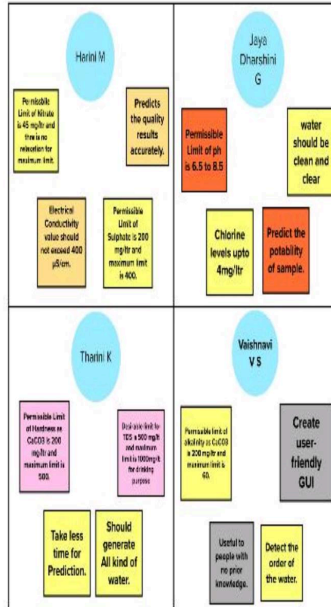 Harini M
Permissible
Limit of Nitrate
is 45 mg/ltr and
there is no
relaxation for
maximum limit.
Predicts
the quality
results
accurately.
Electrical
Conductivity
value should
not exceed 400
µS/cm.
Permissible
Limit of
Sulphate is 200
mg/ltr and
maximum limit
is 400.
Jaya
Dharshini
G
Permissible
Limit of ph
is 6.5 to 8.5
water
should be
clean and
clear
Chlorine
levels upto
4mg/ltr
Predict the
potability
of sample.
Tharini K
Permissible Limit
of Hardness as
CaCO3 is 200
mg/ltr and
maximum limit is
500.
Desirable limit for
TDS is 500 mg/l and
maximum limit
is 1000mg/l for
drinking
purpose
Take less
time for
Prediction.
Should
generate
All kind of
water.
Vaishnavi
V S
Permissible limit of
alkalinity as CaCO3
is 200 mg/ltr and
maximum limit is
60.
Create
user-
friendly
GUI
Useful to
people with
no prior
knowledge.
Detect the
order of
the water.